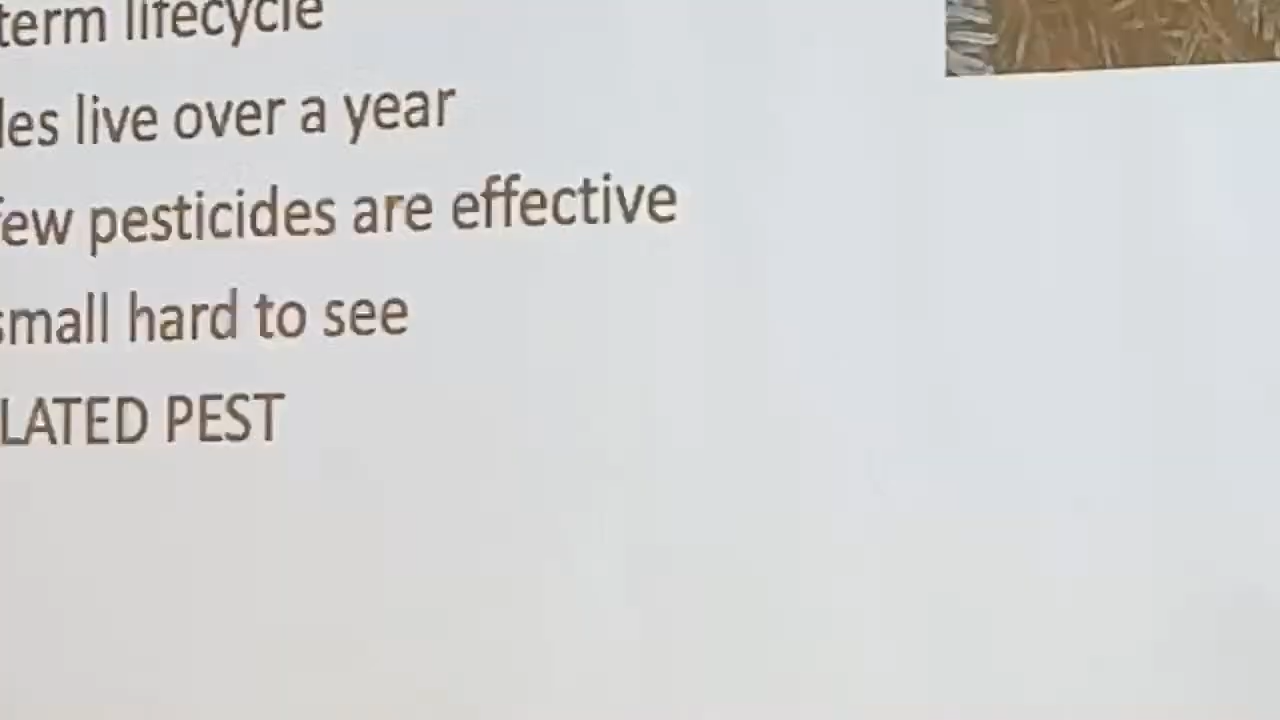 term lifecycle
les live over a year
few pesticides are effective
small hard to see
LATED PEST